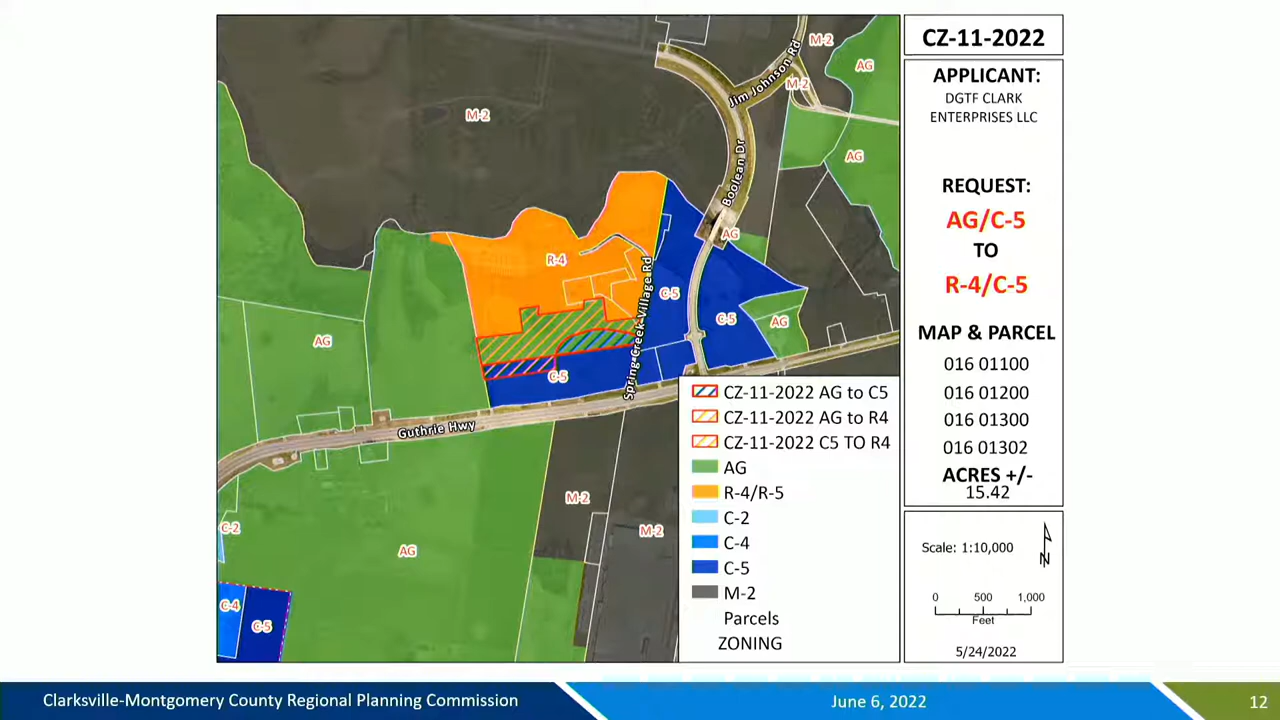 M-2
Jim Johnson Rd
M-2
AG
M-2
AG
Boolean Dr
AG
R-4
Spring Creek Village Rd
C-5
C-5
AG
AG
C-5
Guthrie Hwy
M-2
M-2
C-2
AG
C-4
C-5
CZ-11-2022 AG to C5
CZ-11-2022 AG to R4
CZ-11-2022 C5 TO R4
AG
R-4/R-5
C-2
C-4
C-5
M-2
Parcels
ZONING
CZ-11-2022
APPLICANT:
DGTF CLARK
ENTERPRISES LLC
REQUEST:
AG/C-5
TO
R-4/C-5
MAP & PARCEL
016 01100
016 01200
016 01300
016 01302
ACRES +/-
15.42
Scale: 1:10,000
N
0 500 1,000
Feet
5/24/2022
Clarksville-Montgomery County Regional Planning Commission
June 6, 2022
12